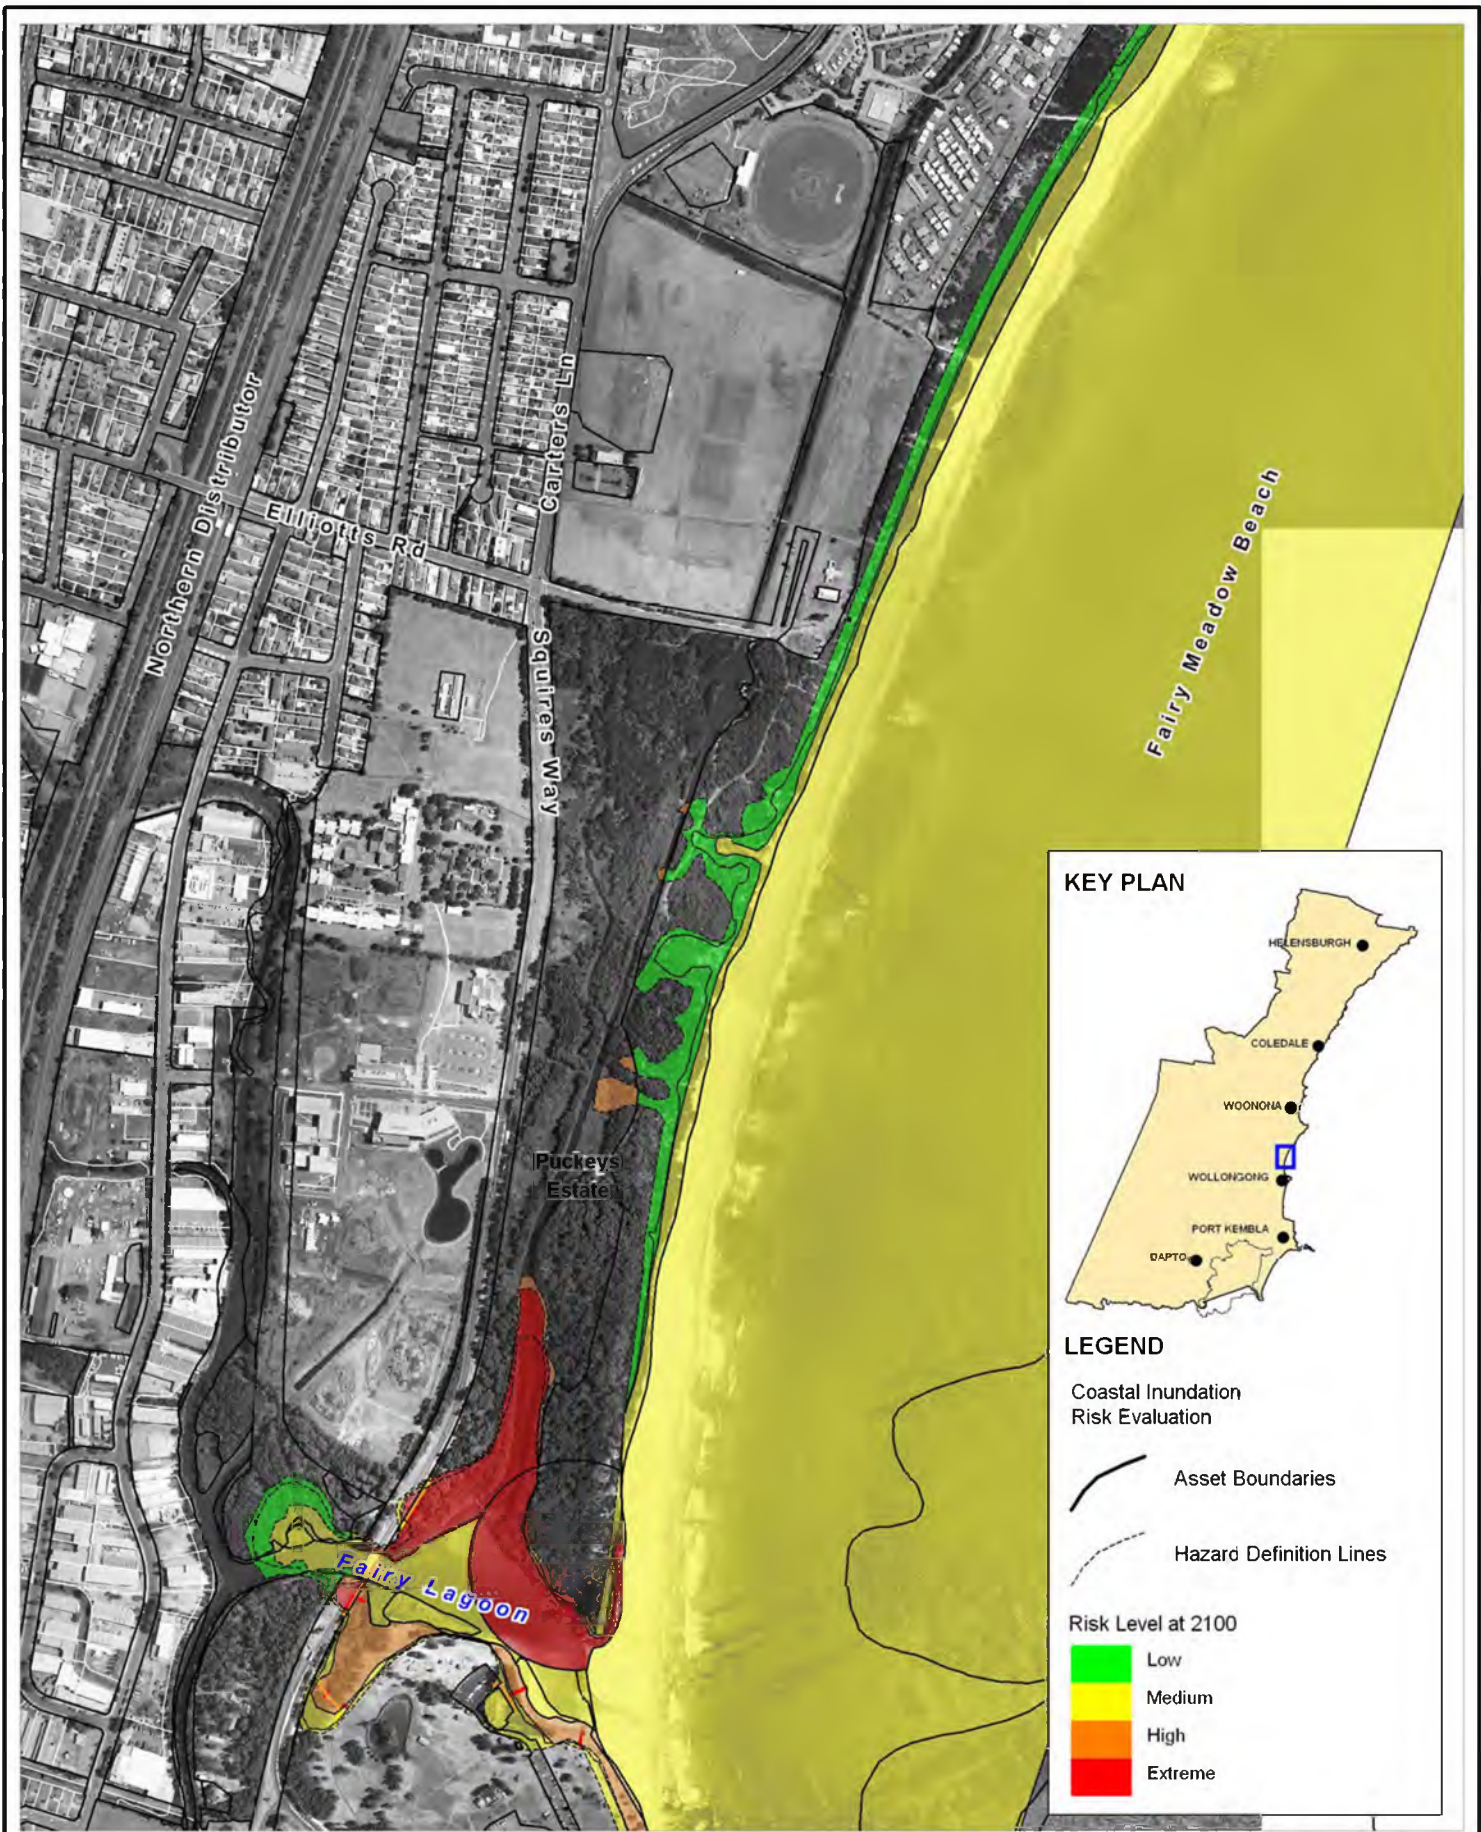 Northern Distributor
Elliotts Rd
Carters Ln
Squires Way
Fairy Meadow Beach
Puckeys
Estate
Fairy Lagoon
KEY PLAN
HELENSBURGH
COLEDALE
WOONONA
WOLLONGONG
PORT KEMBLA
DAPTO
LEGEND
Coastal Inundation
Risk Evaluation
Asset Boundaries
Hazard Definition Lines
Risk Level at 2100
Low
Medium
High
Extreme